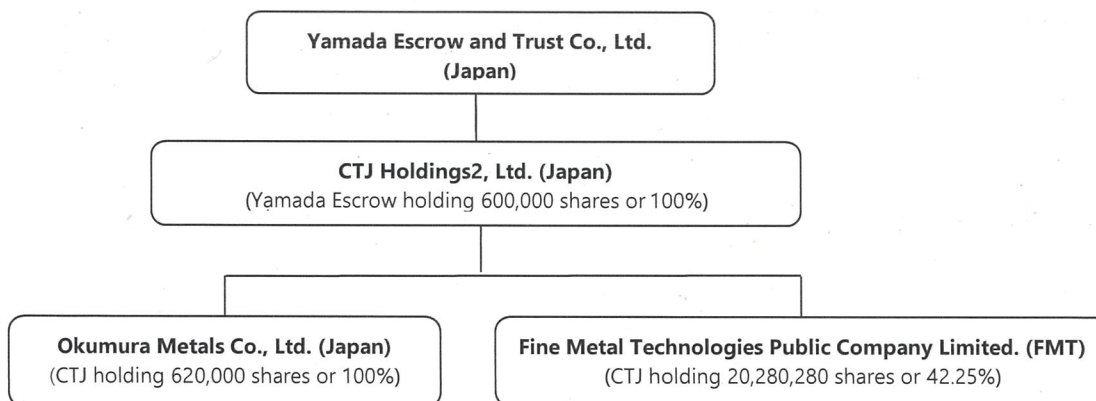 Yamada Escrow and Trust Co., Ltd.
(Japan)
CTJ Holdings2, Ltd. (Japan)
(Yamada Escrow holding 600,000 shares or 100%)
Okumura Metals Co., Ltd. (Japan)
(CTJ holding 620,000 shares or 100%)
Fine Metal Technologies Public Company Limited. (FMT)
(CTJ holding 20,280,280 shares or 42.25%)